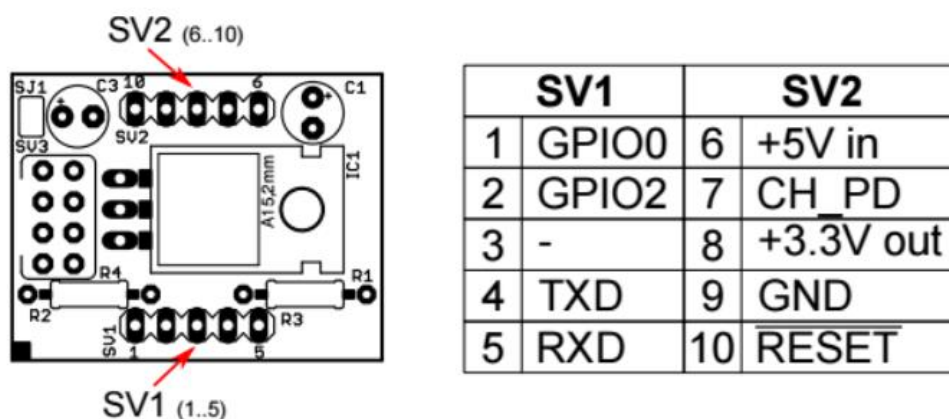 SV2 (6..10)
SJ1 C3 10 6 C1
+ +
SV2
SV3
IC1
A15,2mm
R4 R1
R2 R3
SV1
1 5
SV1 (1..5)
SV1 SV2
1 GPIO0 6 +5V in
2 GPIO2 7 CH_PD
3 - 8 +3.3V out
4 TXD 9 GND
5 RXD 10 RESET